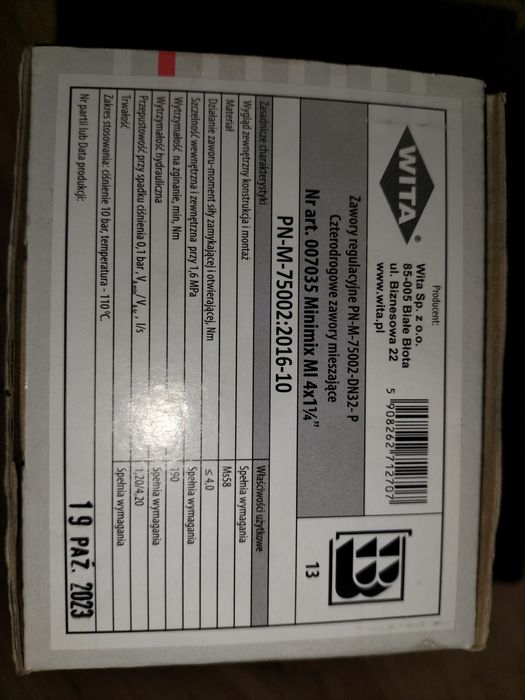 WITA®
Producent:
Wita Sp. z o.o.
85-005 Białe Błota
ul. Biznesowa 22
www.wita.pl
5 908262 712707
Zawory regulacyjne PN-M-75002-DN32- P
Czterodrogowe zawory mieszające
Nr art. 007035 Minimix MI 4x1¼”
B
13
PN-M-75002:2016-10
Zasadnicze charakterystyki Właściwości użytkowe
Wygląd zewnętrzny konstrukcja i montaż Spełnia wymagania
Materiał Ms58
Działanie zaworu-moment siły zamykającej i otwierającej, Nm ≤ 4,0
Szczelność wewnętrzna i zewnętrzna przy 1,6 MPa Spełnia wymagania
Wytrzymałość na zginanie, min, Nm 190
Wytrzymałość hydrauliczna Spełnia wymagania
Przepustowość przy spadku ciśnienia 0,1 bar, l/s 1,20/4,20
Trwałość Spełnia wymagania
Zakres stosowania: ciśnienie 10 bar, temperatura - 110°C.
Nr partii lub Data produkcji: 19 PAŹ. 2023